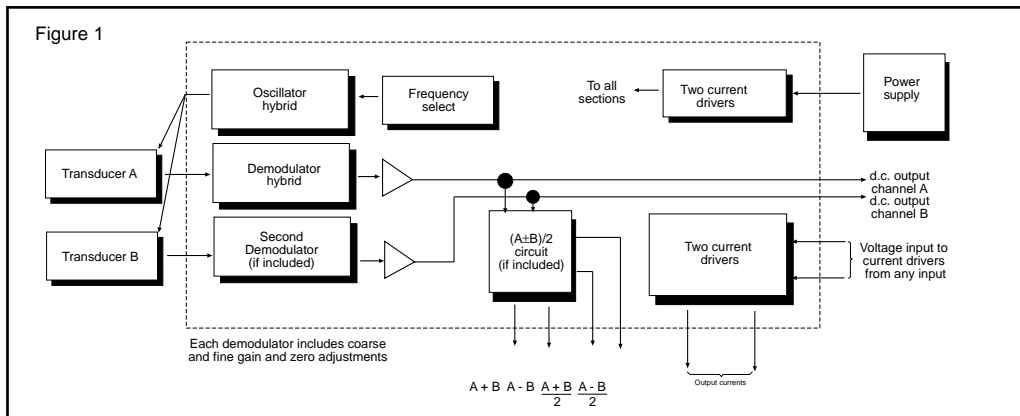 Figure 1
Oscillator
hybrid
Frequency
select
To all
sections
Two current
drivers
Power
supply
Transducer A
Demodulator
hybrid
d.c. output
channel A
d.c. output
channel B
Transducer B
Second
Demodulator
(if included)
(A±B)/2
circuit
(if included)
Two current
drivers
Voltage input to
current drivers
from any input
Each demodulator includes coarse
and fine gain and zero adjustments
Output currents
A + B A - B A + B A - B
2 2